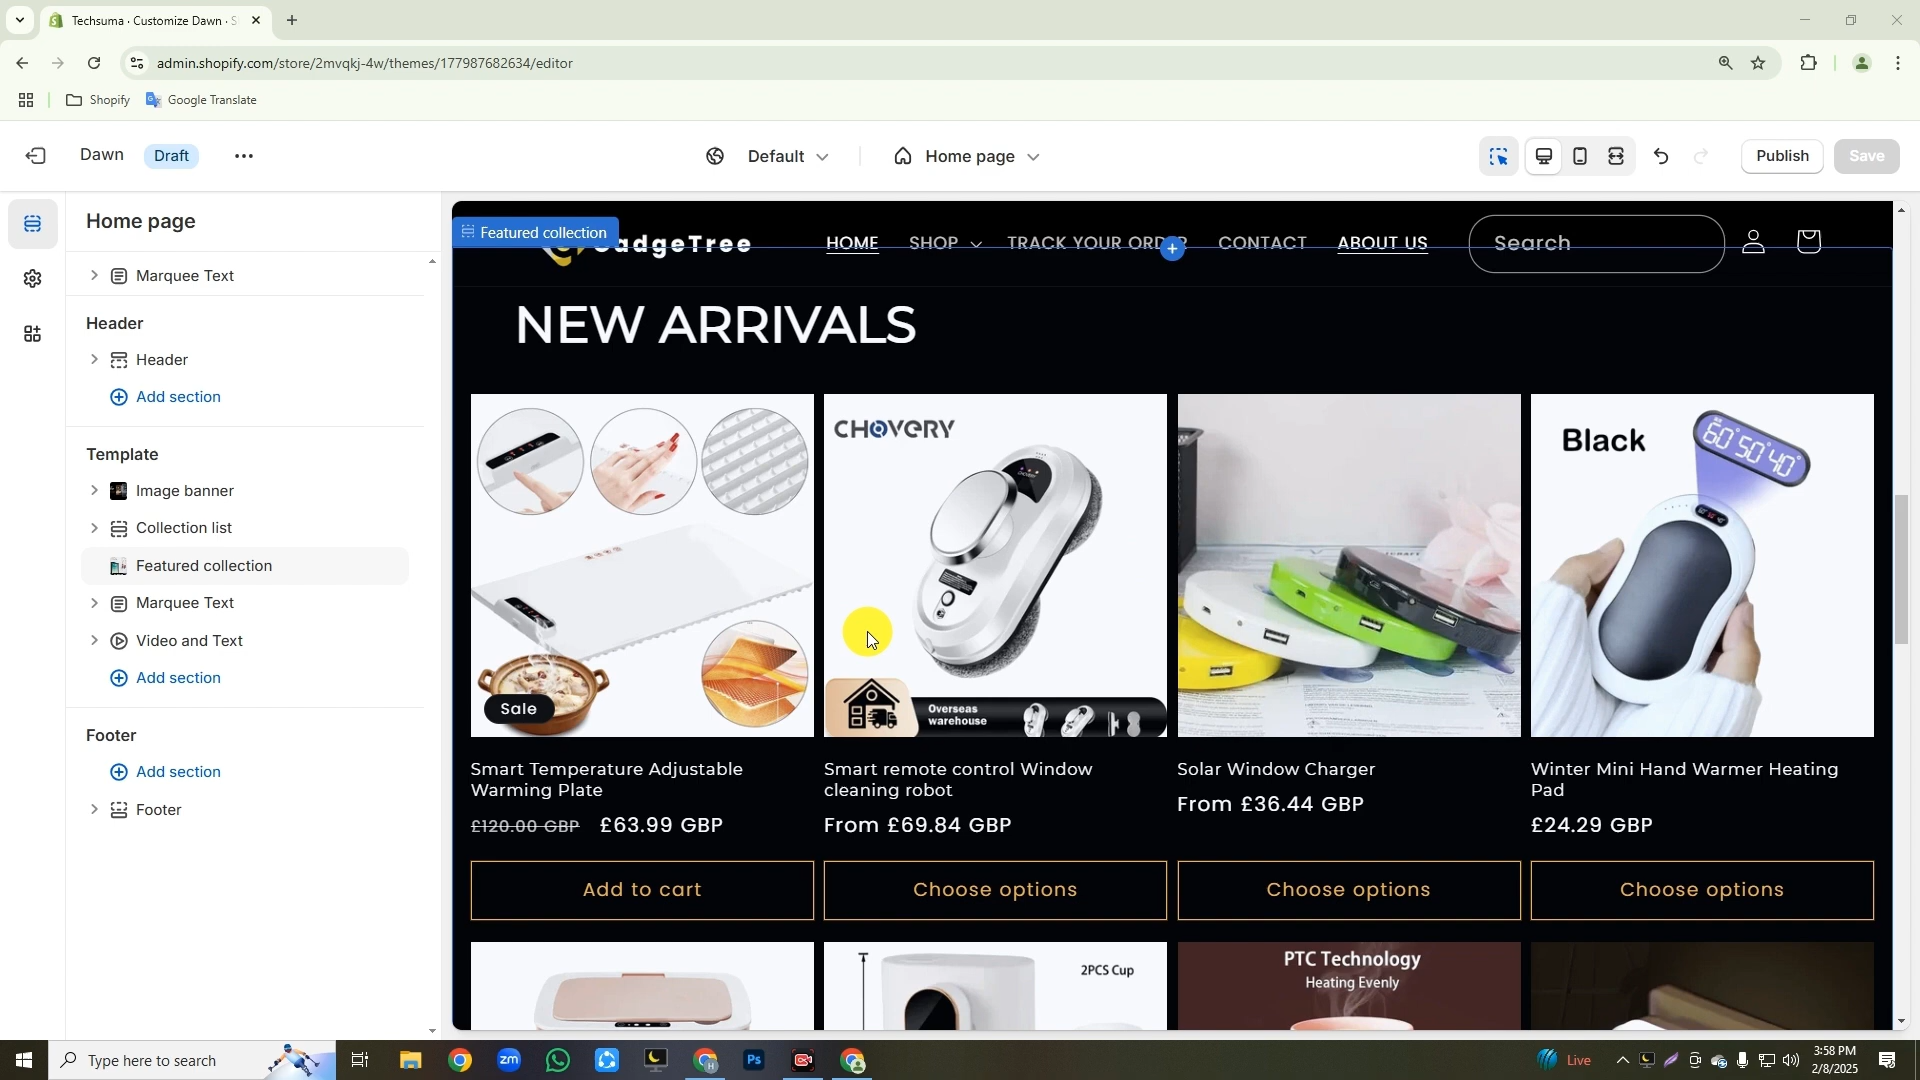 Techsuma · Customize Dawn · S
admin.shopify.com/store/2mvqkj-4w/themes/177987682634/editor
Shopify
Google Translate
Dawn
Draft
Default
Home page
Publish
Save
Home page
Marquee Text
Header
Header
Add section
Template
Image banner
Collection list
Featured collection
Marquee Text
Video and Text
Add section
Footer
Add section
Footer
Featured collection
GadgeTree
HOME
SHOP
TRACK YOUR ORDER
CONTACT
ABOUT US
Search
NEW ARRIVALS
Sale
CHOVERY
Overseas
warehouse
Black
60°50°40°
Smart Temperature Adjustable
Warming Plate
£120.00 GBP £63.99 GBP
Add to cart
Smart remote control Window
cleaning robot
From £69.84 GBP
Choose options
Solar Window Charger
From £36.44 GBP
Choose options
Winter Mini Hand Warmer Heating
Pad
£24.29 GBP
Choose options
2PCS Cup
PTC Technology
Heating Evenly
Type here to search
zm
Ps
Live
3:58 PM
2/8/2025